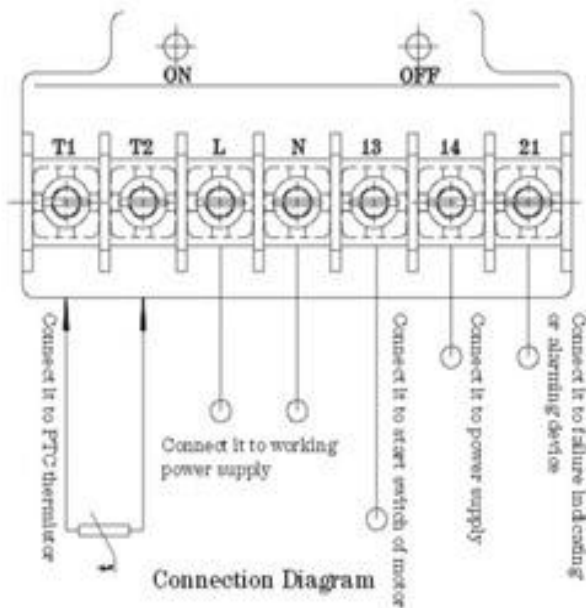 ON OFF
T1 T2 L N 13 14 21
Connect it to PTC thermistor
Connect it to working
power supply
Connect it to start switch of motor
Connect it to power supply
Connect it to failure indicating
or alarming device
t
Connection Diagram